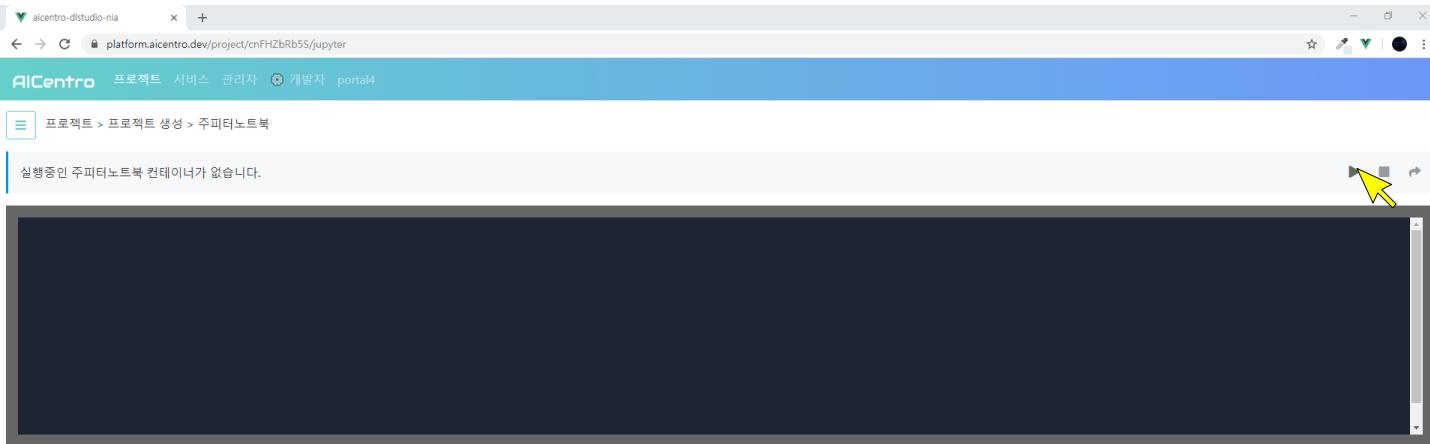 aicentro-dlstudio-nia
platform.aicentro.dev/project/cnFHZbRb5S/jupyter
AICentro 프로젝트 서비스 관리자 개발자 portal4
프로젝트 > 프로젝트 생성 > 주피터노트북
실행중인 주피터노트북 컨테이너가 없습니다.